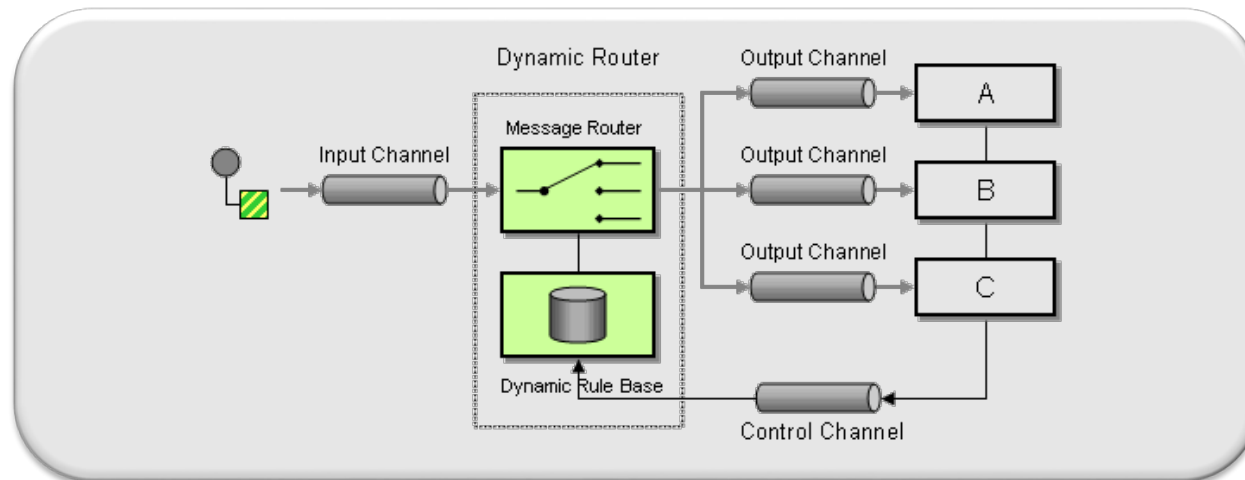 Dynamic Router
Output Channel
A
Message Router
Input Channel
Output Channel
B
Output Channel
C
Dynamic Rule Base
Control Channel